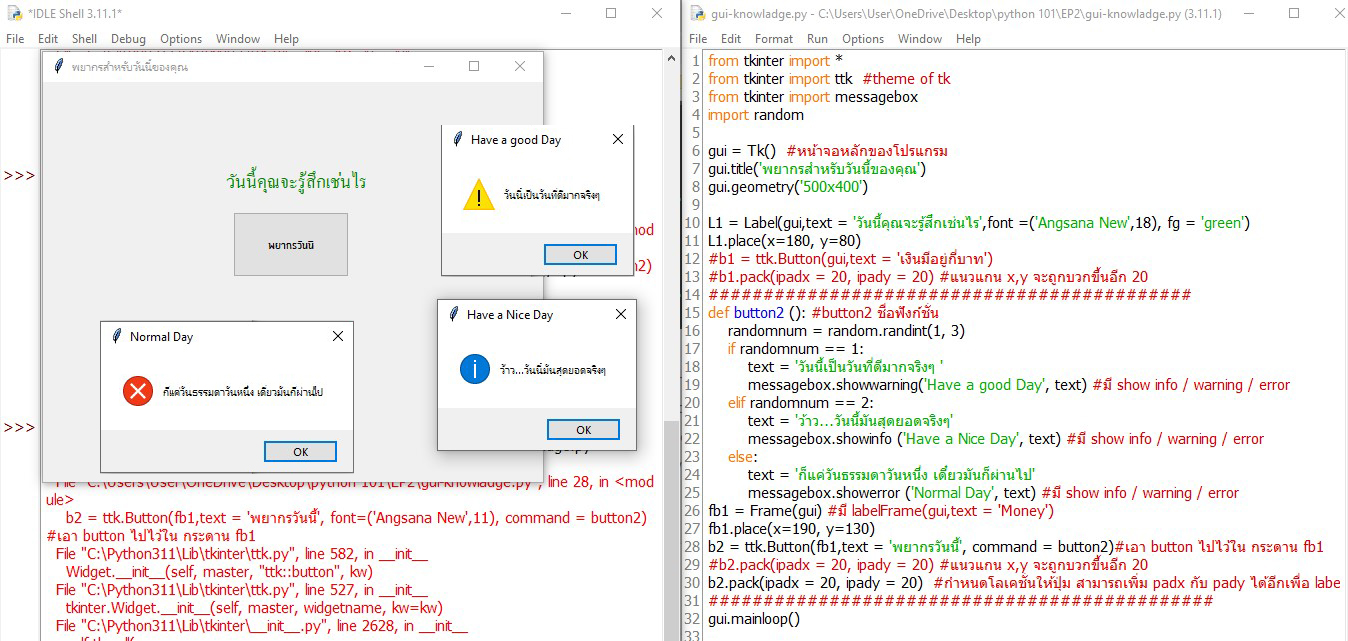 *IDLE Shell 3.11.1*
File Edit Shell Debug Options Window Help
พยากรสำหรับวันนี้ของคุณ
>>>
วันนี้คุณจะรู้สึกเช่นไร
พยากรวันนี้
Have a good Day
วันนี้เป็นวันที่ดีมากจริงๆ
OK
mod
n2)
Have a Nice Day
ว้าว...วันนี้มันสุดยอดจริงๆ
OK
Normal Day
ก็แค่วันธรรมดาวันหนึ่ง เดี๋ยวมันก็ผ่านไป
OK
>>>
File "C:\Users\User\OneDrive\Desktop\python 101\EP2\gui-knowladge.py", line 28, in <mod
ule>
b2 = ttk.Button(fb1,text = 'พยากรวันนี้', font=('Angsana New',11), command = button2)
#เอา button ไปไว้ใน กระดาน fb1
File "C:\Python311\Lib\tkinter\ttk.py", line 582, in __init__
Widget.__init__(self, master, "ttk::button", kw)
File "C:\Python311\Lib\tkinter\ttk.py", line 527, in __init__
tkinter.Widget.__init__(self, master, widgetname, kw=kw)
File "C:\Python311\Lib\tkinter\__init__.py", line 2628, in __init__
gui-knowladge.py - C:\Users\User\OneDrive\Desktop\python 101\EP2\gui-knowladge.py (3.11.1)
File Edit Format Run Options Window Help
1 from tkinter import *
2 from tkinter import ttk #theme of tk
3 from tkinter import messagebox
4 import random
5
6 gui = Tk() #หน้าจอหลักของโปรแกรม
7 gui.title('พยากรสำหรับวันนี้ของคุณ')
8 gui.geometry('500x400')
9
10 L1 = Label(gui,text = 'วันนี้คุณจะรู้สึกเช่นไร',font =('Angsana New',18), fg = 'green')
11 L1.place(x=180, y=80)
12 #b1 = ttk.Button(gui,text = 'เงินมีอยู่กี่บาท')
13 #b1.pack(ipadx = 20, ipady = 20) #แนวแกน x,y จะถูกบวกขึ้นอีก 20
14 ############################################
15 def button2 (): #button2 ชื่อฟังก์ชั่น
16 randomnum = random.randint(1, 3)
17 if randomnum == 1:
18 text = 'วันนี้เป็นวันที่ดีมากจริงๆ '
19 messagebox.showwarning('Have a good Day', text) #มี show info / warning / error
20 elif randomnum == 2:
21 text = 'ว้าว...วันนี้มันสุดยอดจริงๆ'
22 messagebox.showinfo ('Have a Nice Day', text) #มี show info / warning / error
23 else:
24 text = 'ก็แค่วันธรรมดาวันหนึ่ง เดี๋ยวมันก็ผ่านไป'
25 messagebox.showerror ('Normal Day', text) #มี show info / warning / error
26 fb1 = Frame(gui) #มี labelFrame(gui,text = 'Money')
27 fb1.place(x=190, y=130)
28 b2 = ttk.Button(fb1,text = 'พยากรวันนี้', command = button2)#เอา button ไปไว้ใน กระดาน fb1
29 #b2.pack(ipadx = 20, ipady = 20) #แนวแกน x,y จะถูกบวกขึ้นอีก 20
30 b2.pack(ipadx = 20, ipady = 20) #กำหนดโลเคชั่นให้ปุ่ม สามารถเพิ่ม padx กับ pady ได้อีกเพื่อ labe
31 ##############################################
32 gui.mainloop()
33